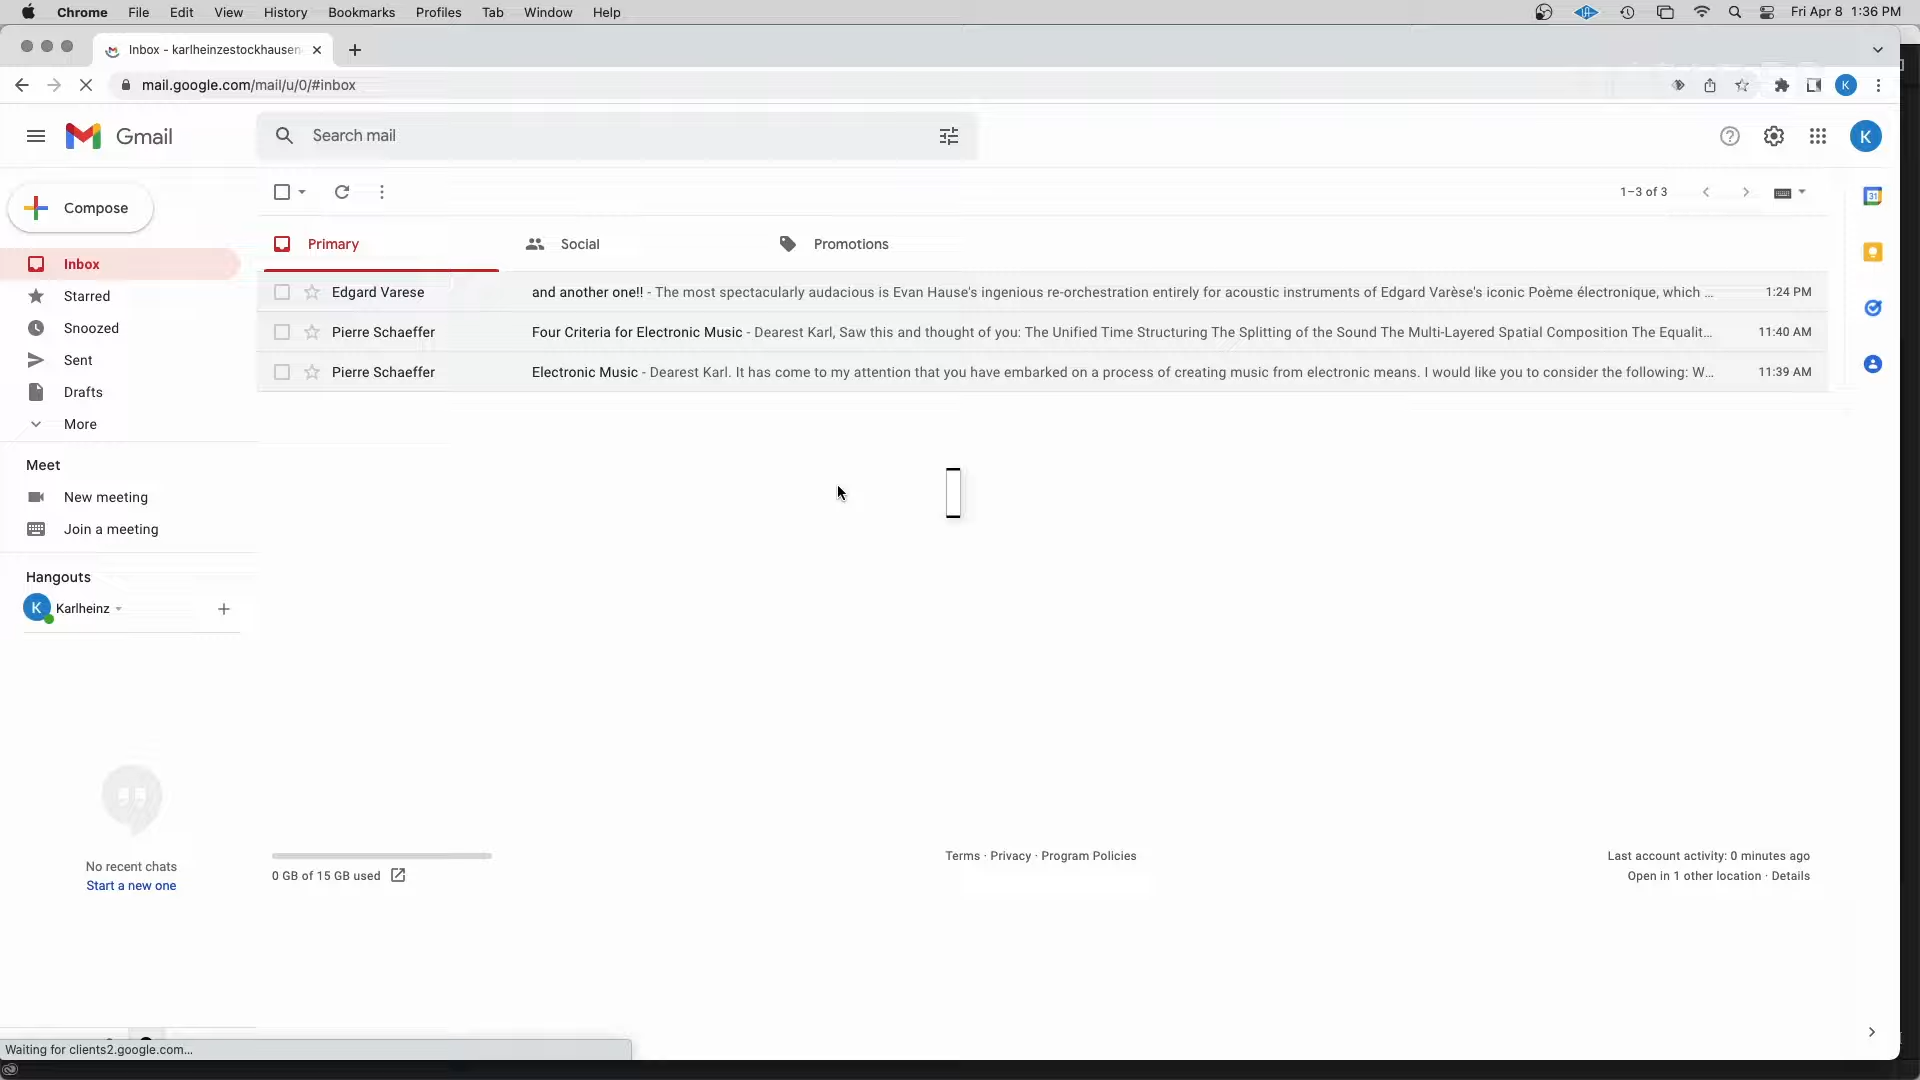 Chrome File Edit View History Bookmarks Profiles Tab Window Help Fri Apr 8 1:36 PM
Inbox - karlheinzestockhausen
mail.google.com/mail/u/0/#inbox K
Gmail Search mail K
Compose 1–3 of 3 31
Primary Social Promotions
Inbox
Edgard Varese and another one!! - The most spectacularly audacious is Evan Hause's ingenious re-orchestration entirely for acoustic instruments of Edgard Varèse's iconic Poème électronique, which ... 1:24 PM
Starred
Snoozed Pierre Schaeffer Four Criteria for Electronic Music - Dearest Karl, Saw this and thought of you: The Unified Time Structuring The Splitting of the Sound The Multi-Layered Spatial Composition The Equalit... 11:40 AM
Sent
Pierre Schaeffer Electronic Music - Dearest Karl. It has come to my attention that you have embarked on a process of creating music from electronic means. I would like you to consider the following: W... 11:39 AM
Drafts
More
Meet
New meeting
Join a meeting
Hangouts
K Karlheinz
No recent chats
Start a new one
0 GB of 15 GB used
Terms · Privacy · Program Policies
Last account activity: 0 minutes ago
Open in 1 other location · Details
Waiting for clients2.google.com...